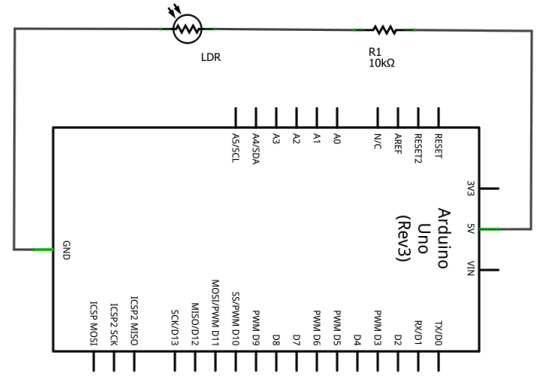 LDR
R1
10kΩ
A5/SCL
A4/SDA
A3
A2
A1
A0
N/C
AREF
RESET2
RESET
3V3
5V
VIN
Arduino
Uno
(Rev3)
GND
ICSP MOSI
ICSP2 SCK
ICSP2 MISO
SCK/D13
MISO/D12
MOSI/PWM D11
SS/PWM D10
PWM D9
D8
D7
PWM D6
PWM D5
D4
PWM D3
D2
RX/D1
TX/D0